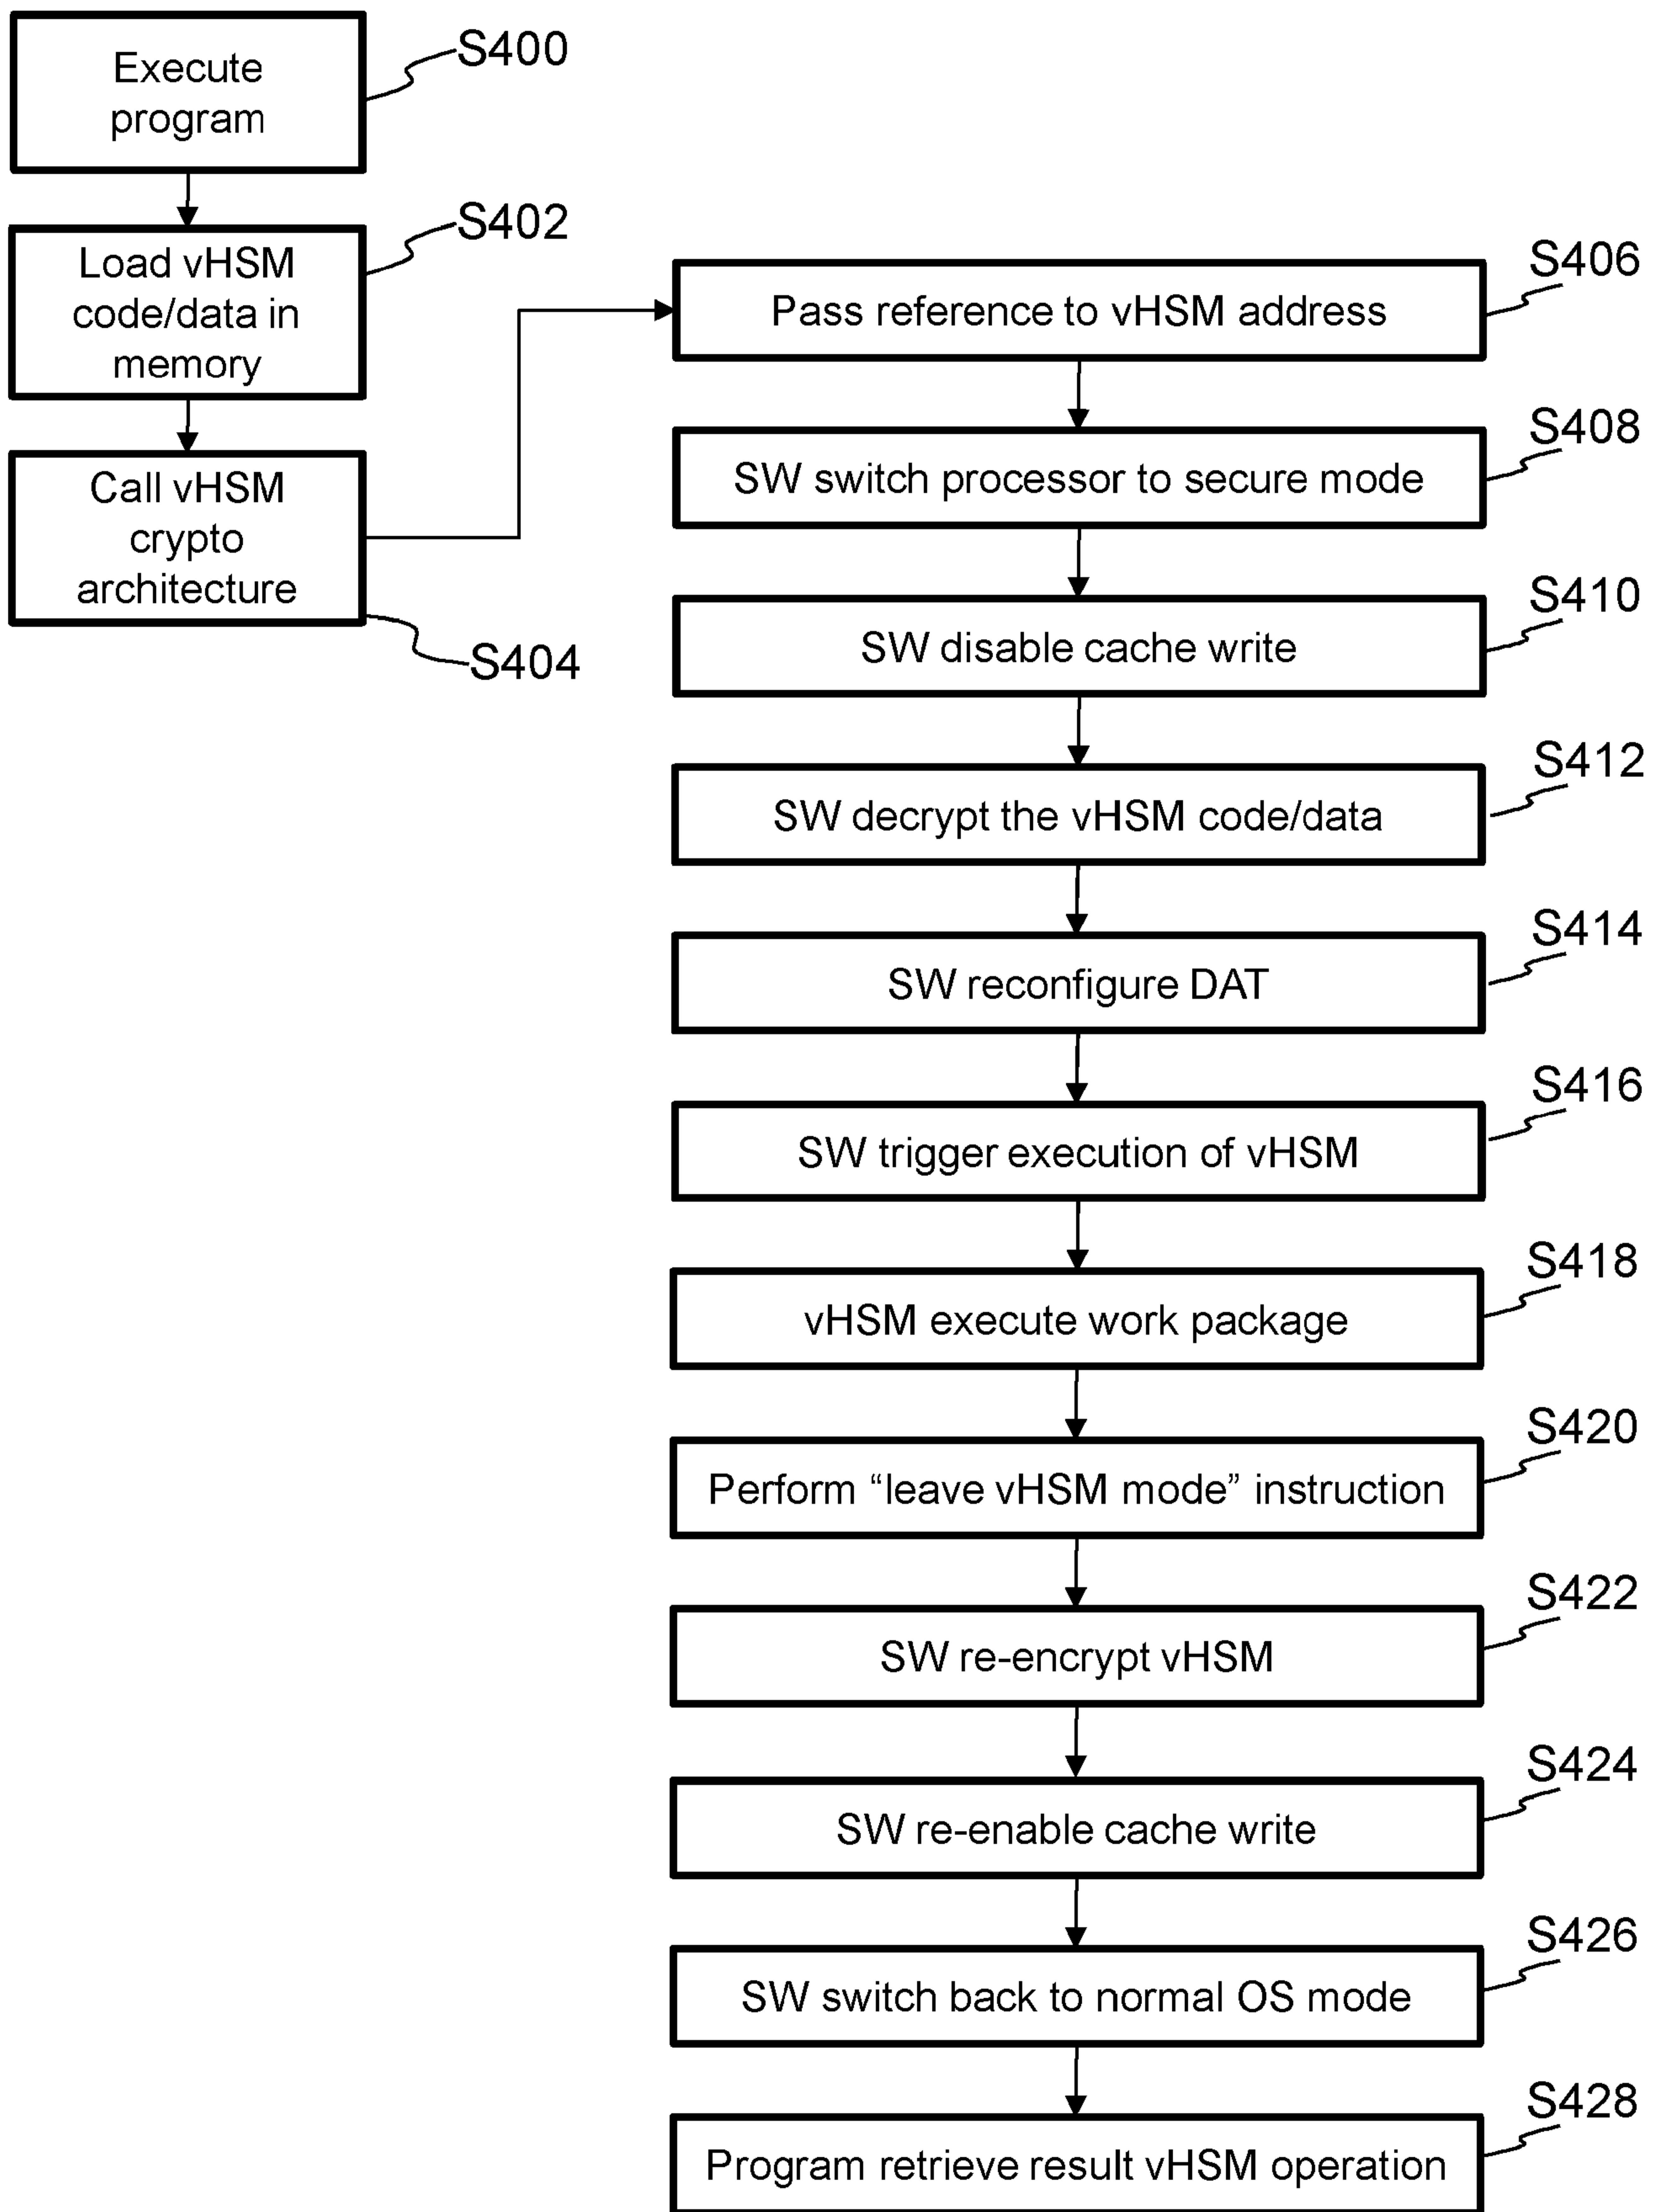 Execute
program
S400
Load vHSM
code/data in
memory
S402
Call vHSM
crypto
architecture
S404
Pass reference to vHSM address
S406
SW switch processor to secure mode
S408
SW disable cache write
S410
SW decrypt the vHSM code/data
S412
SW reconfigure DAT
S414
SW trigger execution of vHSM
S416
vHSM execute work package
S418
Perform “leave vHSM mode” instruction
S420
SW re-encrypt vHSM
S422
SW re-enable cache write
S424
SW switch back to normal OS mode
S426
Program retrieve result vHSM operation
S428